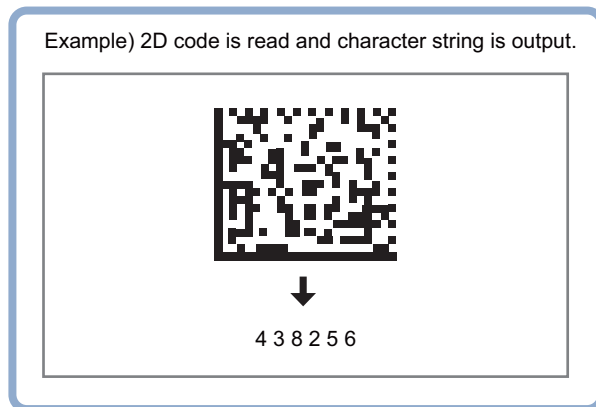 Example) 2D code is read and character string is output.
4 3 8 2 5 6